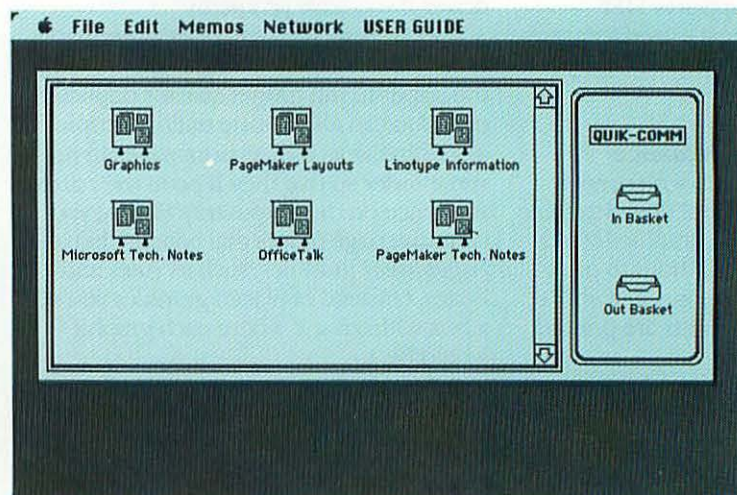 File Edit Memos Network USER GUIDE
Graphics PageMaker Layouts Linotype Information
Microsoft Tech. Notes OfficeTalk PageMaker Tech. Notes
QUIK-COMM
In Basket
Out Basket